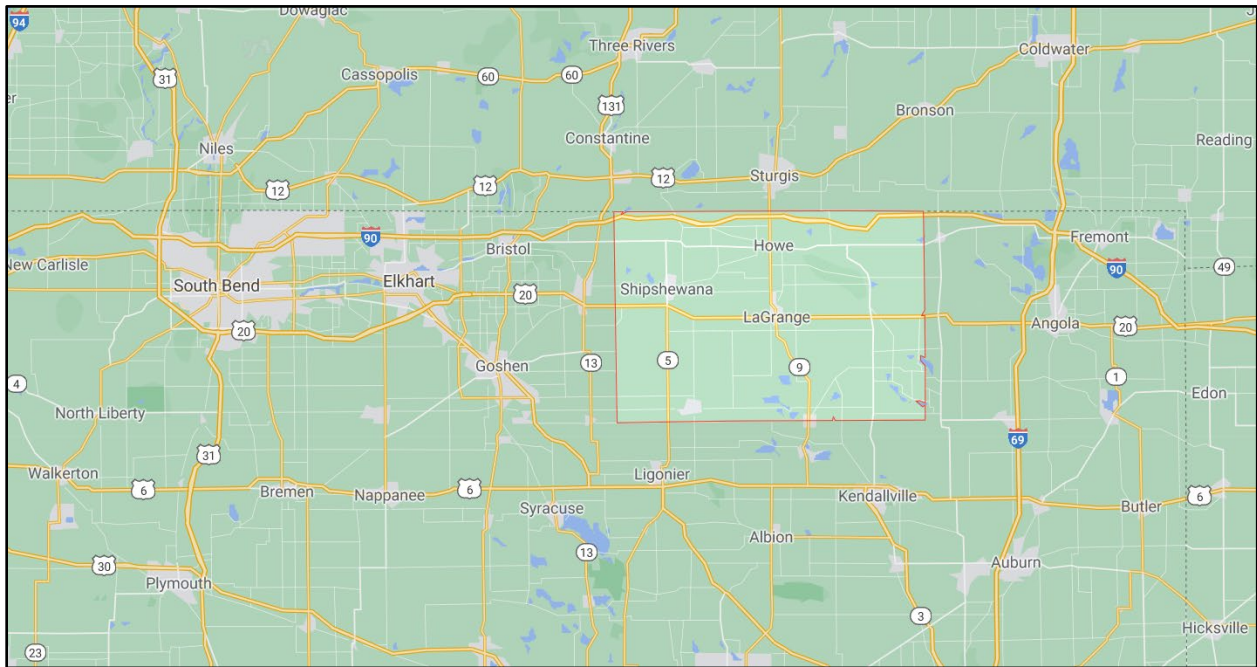 Dowagiac
94
Three Rivers
Coldwater
31
Cassopolis
60
60
131
Bronson
Constantine
Niles
Reading
12
12
12
Sturgis
90
Bristol
Howe
Fremont
New Carlisle
South Bend
Elkhart
20
Shipshewana
90
49
LaGrange
20
Angola
20
Goshen
13
5
9
1
4
Edon
North Liberty
69
31
Walkerton
6
Bremen
Nappanee
6
Ligonier
Kendallville
6
Syracuse
Butler
Albion
30
13
Auburn
Plymouth
3
Hicksville
23